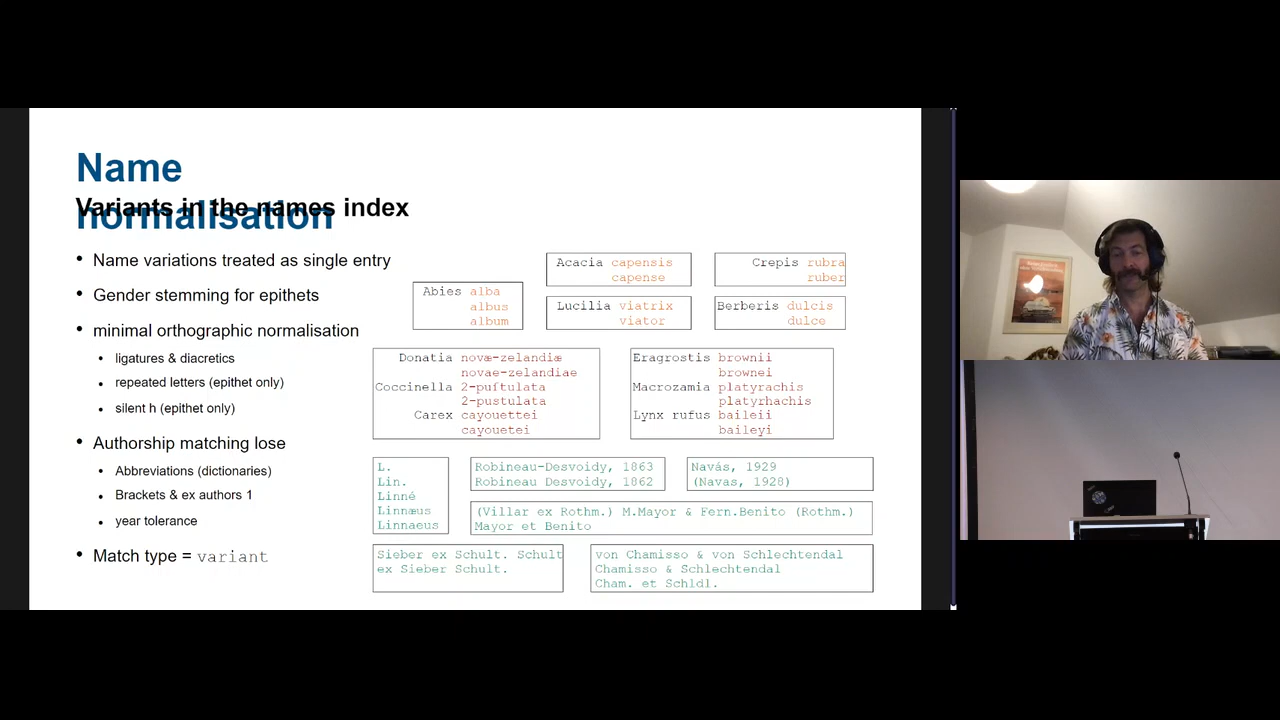 Name
normalisation
Variants in the names index
• Name variations treated as single entry
• Gender stemming for epithets
• minimal orthographic normalisation
• ligatures & diacretics
• repeated letters (epithet only)
• silent h (epithet only)
• Authorship matching lose
• Abbreviations (dictionaries)
• Brackets & ex authors 1
• year tolerance
• Match type = variant
Abies alba
albus
album
Acacia capensis
capense
Crepis rubra
ruber
Lucilia viatrix
viator
Berberis dulcis
dulce
Donatia novæ-zelandiæ
novae-zelandiae
Coccinella 2-puſtulata
2-pustulata
Carex cayouettei
cayouetei
Eragrostis brownii
brownei
Macrozamia platyrachis
platyrhachis
Lynx rufus baileii
baileyi
L.
Lin.
Linné
Linnæus
Linnaeus
Robineau-Desvoidy, 1863
Robineau Desvoidy 1862
Navás, 1929
(Navas, 1928)
(Villar ex Rothm.) M.Mayor & Fern.Benito (Rothm.)
Mayor et Benito
Sieber ex Schult. Schult
ex Sieber Schult.
von Chamisso & von Schlechtendal
Chamisso & Schlechtendal
Cham. et Schldl.